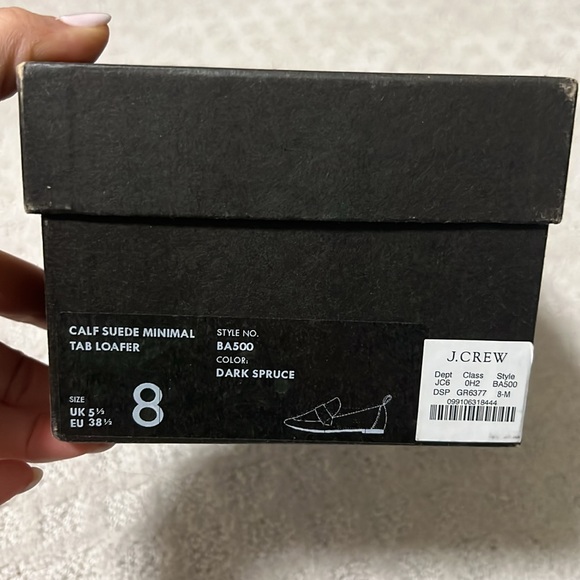 CALF SUEDE MINIMAL
TAB LOAFER
STYLE NO.
BA500
COLOR:
DARK SPRUCE
SIZE
UK 5½
EU 38½
8
J.CREW
Dept Class Style
JC6 0H2 BA500
DSP GR6377 8-M
099106318444